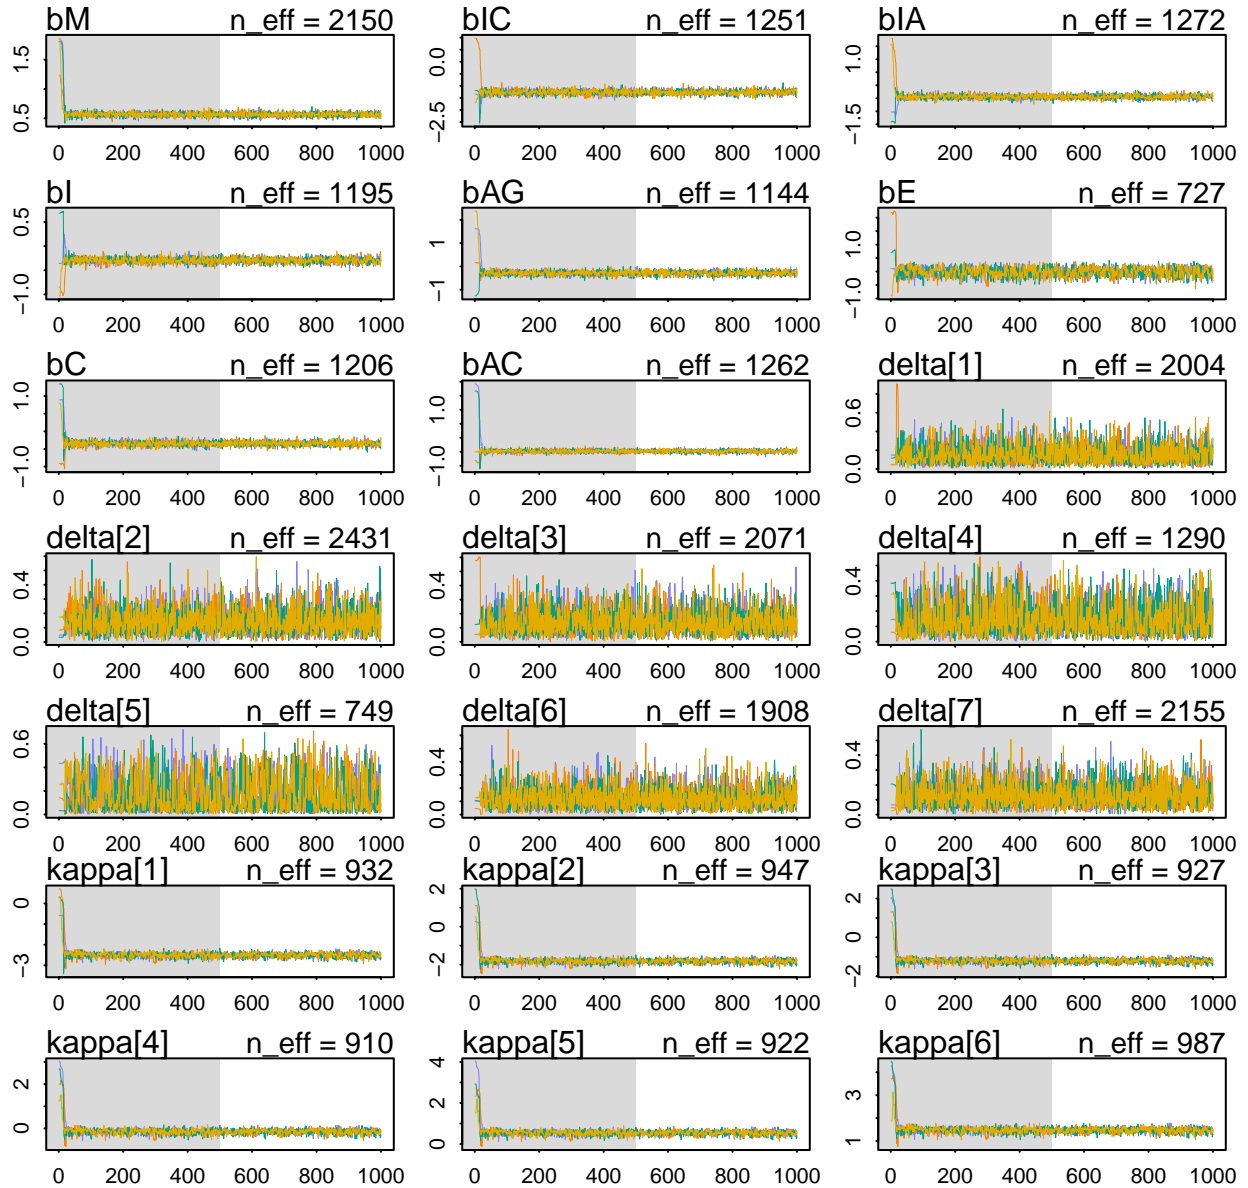 bM n_eff = 2150 bIC n_eff = 1251 bIA n_eff = 1272
1.5 0.5 0.0 −2.5 1.0 −1.5
0 200 400 600 800 1000 0 200 400 600 800 1000 0 200 400 600 800 1000
bI n_eff = 1195 bAG n_eff = 1144 bE n_eff = 727
0.5 −1.0 1 −1 1.0 −1.0
0 200 400 600 800 1000 0 200 400 600 800 1000 0 200 400 600 800 1000
bC n_eff = 1206 bAC n_eff = 1262 delta[1] n_eff = 2004
1.0 −1.0 1.0 −1.0 0.6 0.0
0 200 400 600 800 1000 0 200 400 600 800 1000 0 200 400 600 800 1000
delta[2] n_eff = 2431 delta[3] n_eff = 2071 delta[4] n_eff = 1290
0.4 0.0 0.4 0.0 0.4 0.0
0 200 400 600 800 1000 0 200 400 600 800 1000 0 200 400 600 800 1000
delta[5] n_eff = 749 delta[6] n_eff = 1908 delta[7] n_eff = 2155
0.6 0.0 0.4 0.0 0.4 0.0
0 200 400 600 800 1000 0 200 400 600 800 1000 0 200 400 600 800 1000
kappa[1] n_eff = 932 kappa[2] n_eff = 947 kappa[3] n_eff = 927
0 −3 2 0 −2 2 0 −2
0 200 400 600 800 1000 0 200 400 600 800 1000 0 200 400 600 800 1000
kappa[4] n_eff = 910 kappa[5] n_eff = 922 kappa[6] n_eff = 987
2 0 4 2 0 3 1
0 200 400 600 800 1000 0 200 400 600 800 1000 0 200 400 600 800 1000